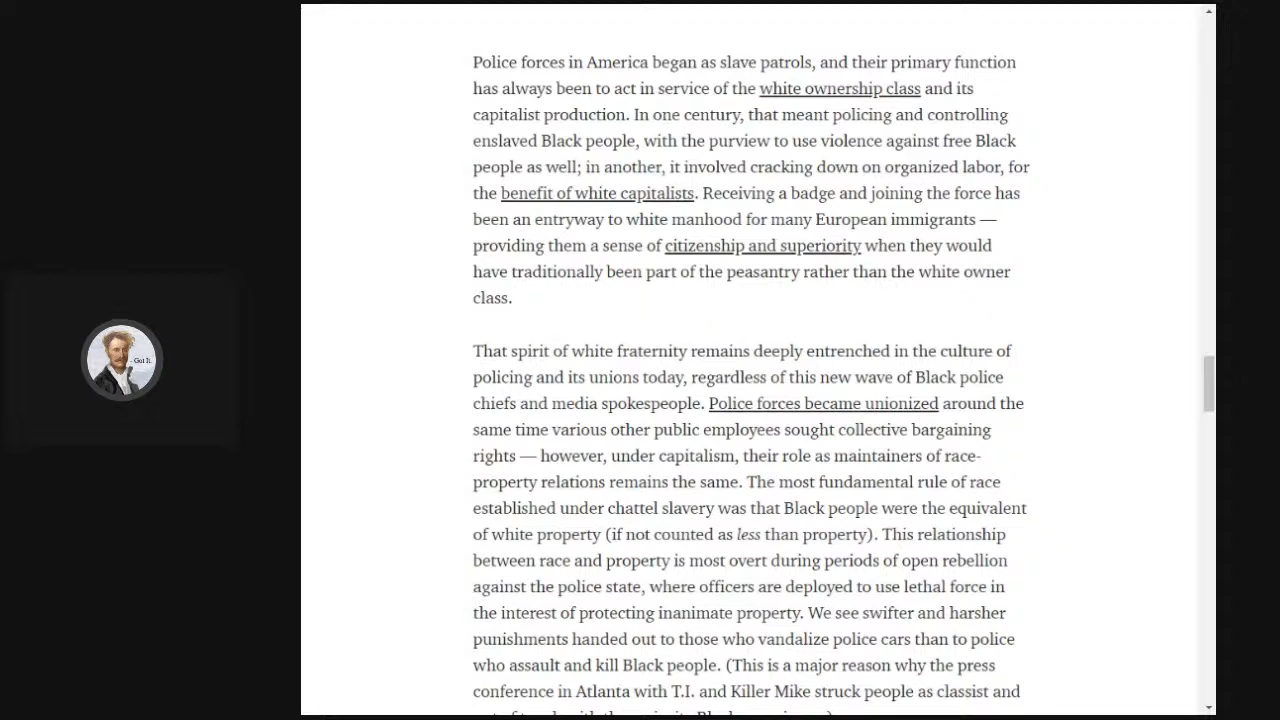 Police forces in America began as slave patrols, and their primary function
has always been to act in service of the white ownership class and its
capitalist production. In one century, that meant policing and controlling
enslaved Black people, with the purview to use violence against free Black
people as well; in another, it involved cracking down on organized labor, for
the benefit of white capitalists. Receiving a badge and joining the force has
been an entryway to white manhood for many European immigrants —
providing them a sense of citizenship and superiority when they would
have traditionally been part of the peasantry rather than the white owner
class.
That spirit of white fraternity remains deeply entrenched in the culture of
policing and its unions today, regardless of this new wave of Black police
chiefs and media spokespeople. Police forces became unionized around the
same time various other public employees sought collective bargaining
rights — however, under capitalism, their role as maintainers of race-
property relations remains the same. The most fundamental rule of race
established under chattel slavery was that Black people were the equivalent
of white property (if not counted as less than property). This relationship
between race and property is most overt during periods of open rebellion
against the police state, where officers are deployed to use lethal force in
the interest of protecting inanimate property. We see swifter and harsher
punishments handed out to those who vandalize police cars than to police
who assault and kill Black people. (This is a major reason why the press
conference in Atlanta with T.I. and Killer Mike struck people as classist and
- Got It.